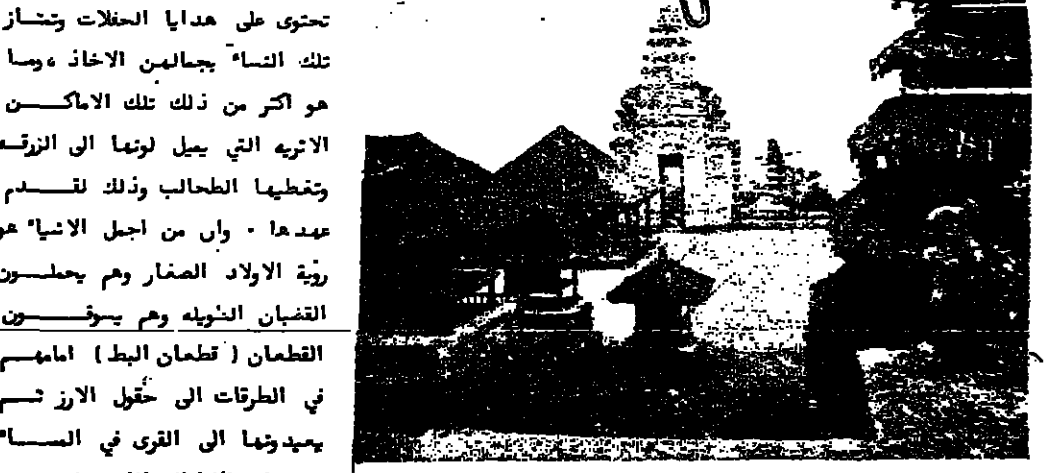 تحتوى على هدايا الحفلات وتمتاز
تلك النساء بجمالهن الاخاذ ، وما
هو اكثر من ذلك تلك الاماكن
الاثريه التي يميل لونها الى الزرقه
وتغطيها الطحالب وذلك لقدم
عهدها . وان من اجمل الاشياء هو
رؤية الاولاد الصغار وهم يحملون
القضبان الطويله وهم يسوقون
القطعان ( قطعان البط ) امامهم
في الطرقات الى حقول الارز ثم
يعيدونها الى القرى في المساء